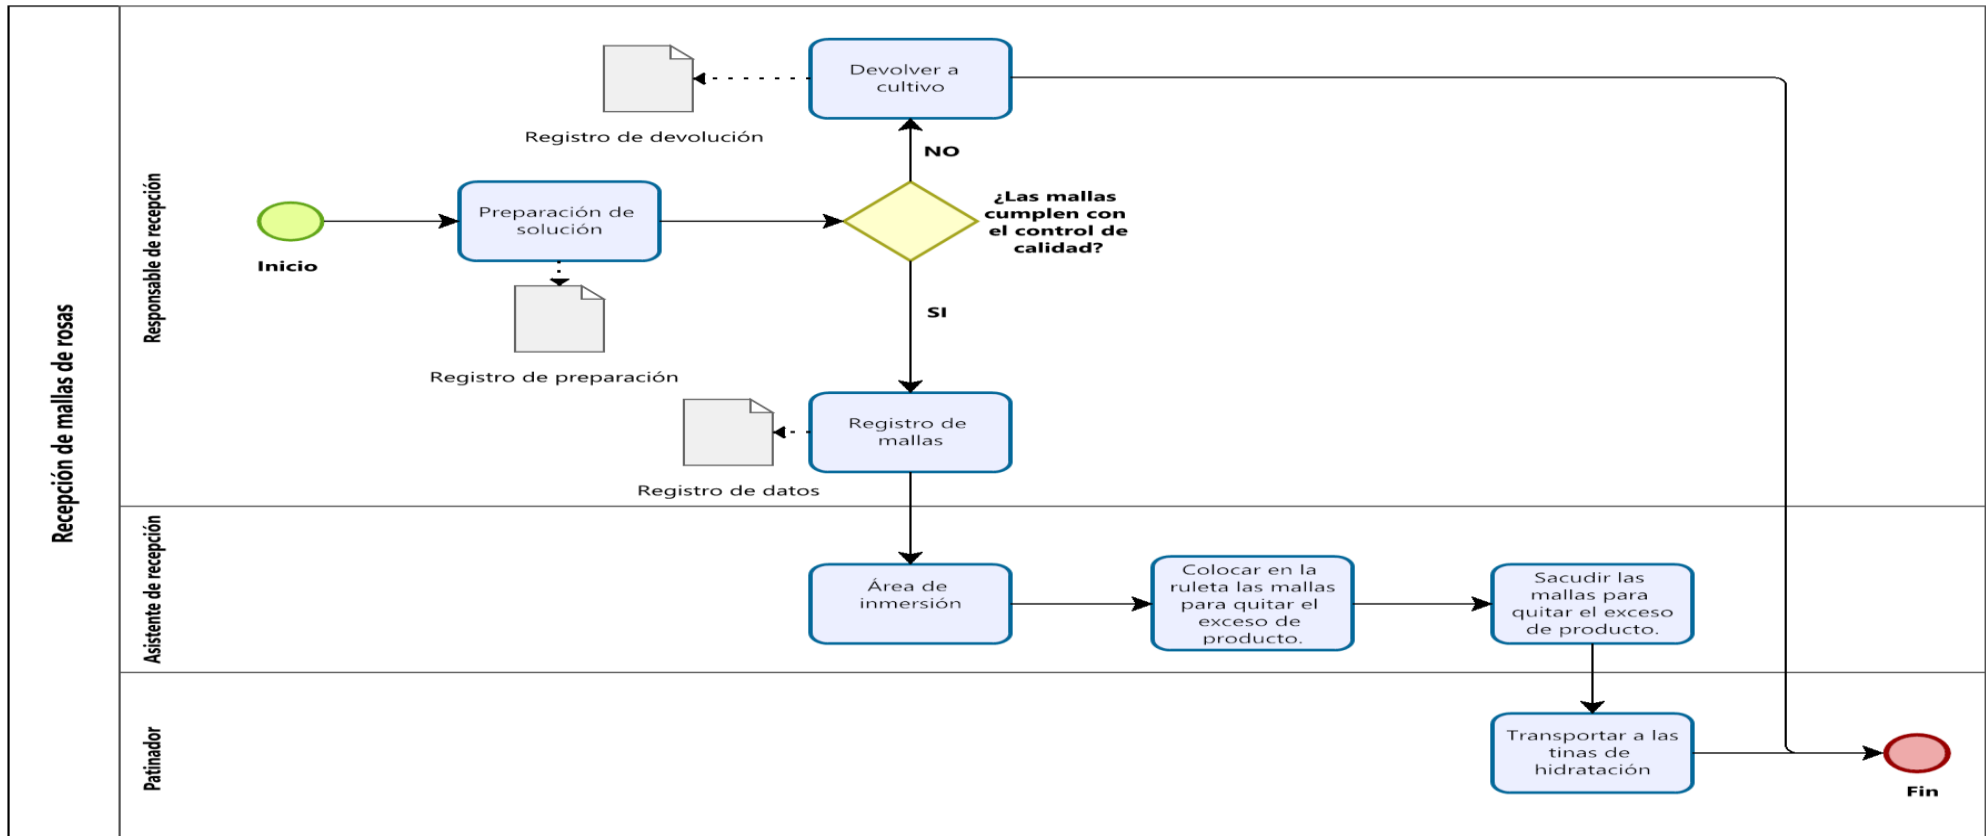 Recepción de mallas de rosas
Responsable de recepción
Devolver a
cultivo
Registro de devolución
NO
Inicio
Preparación de
solución
¿Las mallas
cumplen con
el control de
calidad?
Registro de preparación
SI
Registro de
mallas
Registro de datos
Asistente de recepción
Área de
inmersión
Colocar en la
ruleta las mallas
para quitar el
exceso de
producto.
Sacudir las
mallas para
quitar el exceso
de producto.
Patinador
Transportar a las
tinas de
hidratación
Fin